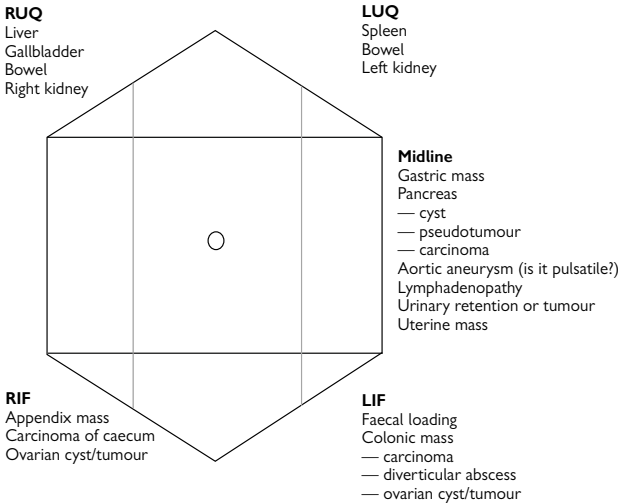 RUQ
Liver
Gallbladder
Bowel
Right kidney
LUQ
Spleen
Bowel
Left kidney
Midline
Gastric mass
Pancreas
— cyst
— pseudotumour
— carcinoma
Aortic aneurysm (is it pulsatile?)
Lymphadenopathy
Urinary retention or tumour
Uterine mass
RIF
Appendix mass
Carcinoma of caecum
Ovarian cyst/tumour
LIF
Faecal loading
Colonic mass
— carcinoma
— diverticular abscess
— ovarian cyst/tumour